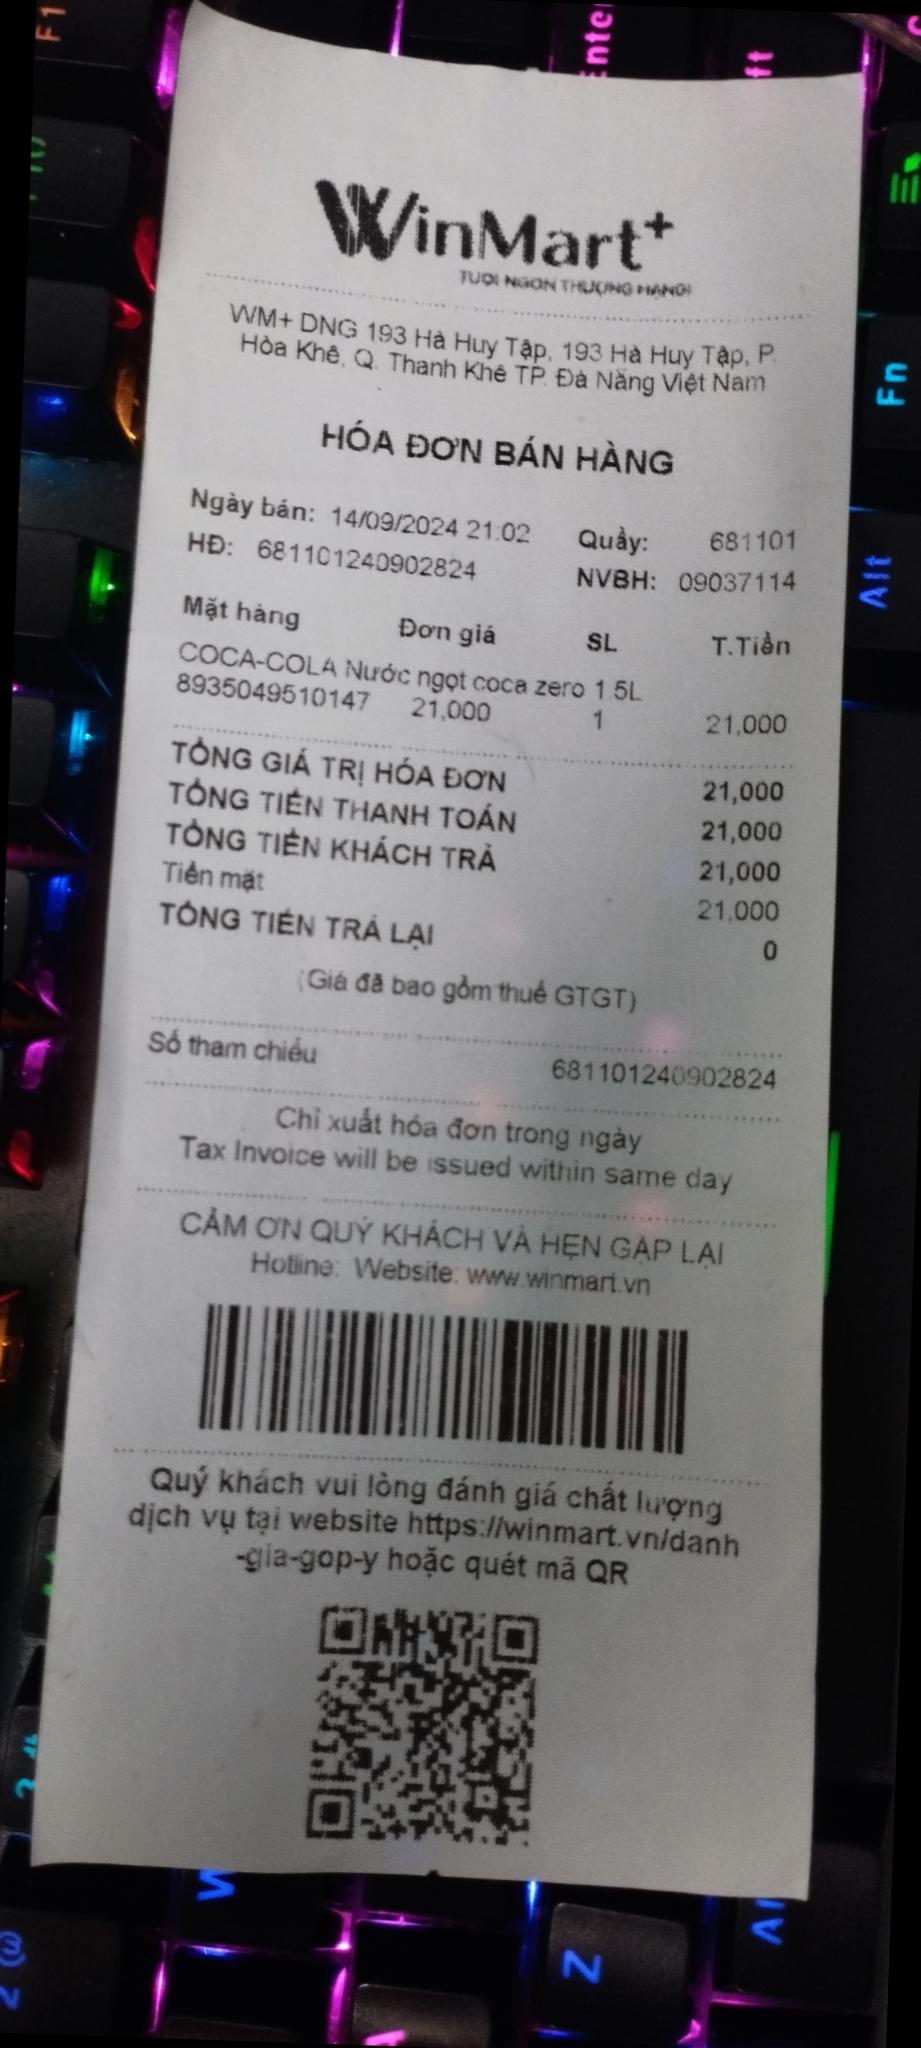 WinMart+
TƯƠI NGON THƯỢNG HẠNG!
WM+ DNG 193 Hà Huy Tập, 193 Hà Huy Tập, P.
Hòa Khê, Q. Thanh Khê TP. Đà Nẵng Việt Nam
HÓA ĐƠN BÁN HÀNG
Ngày bán: 14/09/2024 21:02 Quầy: 681101
HĐ: 681101240902824 NVBH: 09037114
Mặt hàng Đơn giá SL T.Tiền
COCA-COLA Nước ngọt coca zero 1.5L
8935049510147 21,000 1 21,000
TỔNG GIÁ TRỊ HÓA ĐƠN 21,000
TỔNG TIỀN THANH TOÁN 21,000
TỔNG TIỀN KHÁCH TRẢ 21,000
Tiền mặt 21,000
TỔNG TIỀN TRẢ LẠI 0
(Giá đã bao gồm thuế GTGT)
Số tham chiếu 681101240902824
Chỉ xuất hóa đơn trong ngày
Tax Invoice will be issued within same day
CẢM ƠN QUÝ KHÁCH VÀ HẸN GẶP LẠI
Hotline: Website: www.winmart.vn
Quý khách vui lòng đánh giá chất lượng
dịch vụ tại website https://winmart.vn/danh
-gia-gop-y hoặc quét mã QR
F1
Enter
Fn
Alt
Z